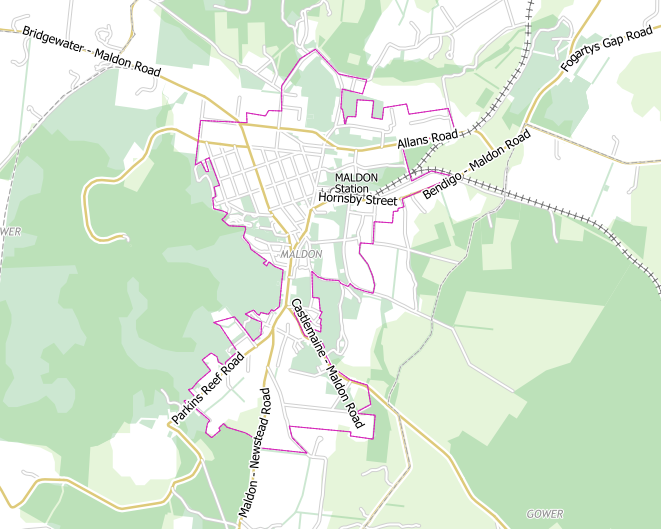 Bridgewater - Maldon Road
Fogartys Gap Road
Allans Road
Bendigo - Maldon Road
MALDON
Station
Hornsby Street
OWER
MALDON
Castlemaine - Maldon Road
Parkins Reef Road
Maldon - Newstead Road
GOWER